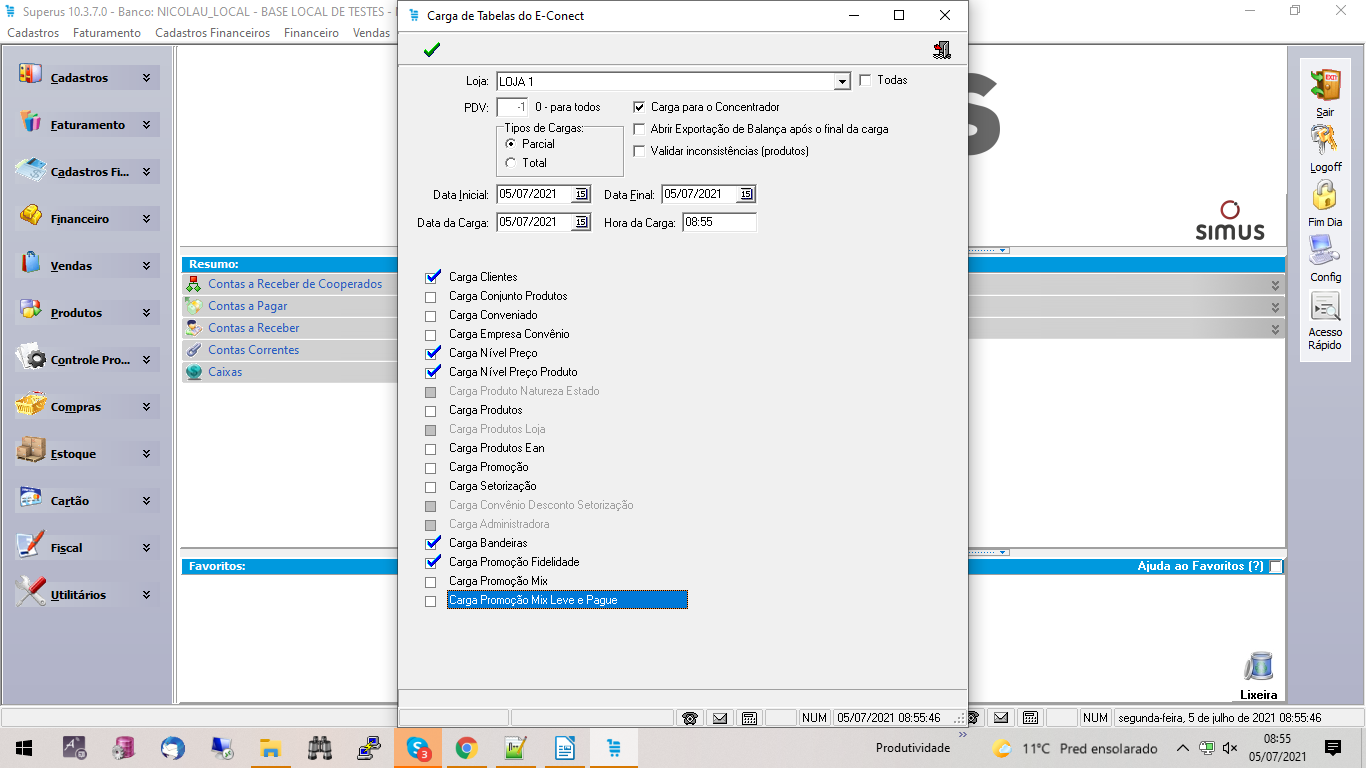 Superus 10.3.7.0 - Banco: NICOLAU_LOCAL - BASE LOCAL DE TESTES -
Cadastros Faturamento Cadastros Financeiros Financeiro Vendas
Carga de Tabelas do E-Conect
Loja: LOJA 1 Todas
PDV: -1 0 - para todos Carga para o Concentrador
Tipos de Cargas: Abrir Exportação de Balança após o final da carga
Parcial
Validar inconsistências (produtos)
Total
Data Inicial: 05/07/2021 15 Data Final: 05/07/2021 15
Data da Carga: 05/07/2021 15 Hora da Carga: 08:55
Carga Clientes
Carga Conjunto Produtos
Carga Conveniado
Carga Empresa Convênio
Carga Nível Preço
Carga Nível Preço Produto
Carga Produto Natureza Estado
Carga Produtos
Carga Produtos Loja
Carga Produtos Ean
Carga Promoção
Carga Setorização
Carga Convênio Desconto Setorização
Carga Administradora
Carga Bandeiras
Carga Promoção Fidelidade
Carga Promoção Mix
Carga Promoção Mix Leve e Pague
NUM 05/07/2021 08:55:46
Cadastros
Faturamento
Cadastros Fi...
Financeiro
Vendas
Produtos
Controle Pro...
Compras
Estoque
Cartão
Fiscal
Utilitários
Resumo:
Contas a Receber de Cooperados
Contas a Pagar
Contas a Receber
Contas Correntes
Caixas
Favoritos: Ajuda ao Favoritos (?)
S
SIMUS
Lixeira
Sair
Logoff
Fim Dia
Config
Acesso
Rápido
NUM segunda-feira, 5 de julho de 2021 08:55:46
3
Produtividade
11°C Pred ensolarado
08:55
05/07/2021